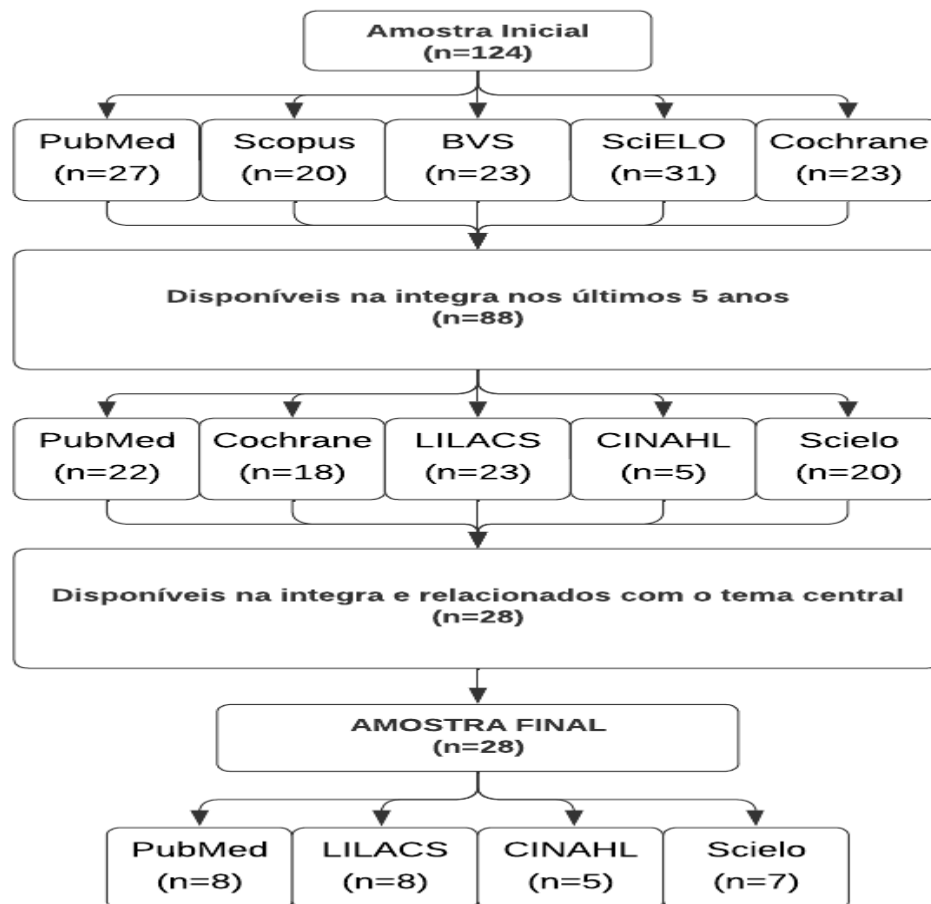 Amostra Inicial
(n=124)
PubMed
(n=27)
Scopus
(n=20)
BVS
(n=23)
SciELO
(n=31)
Cochrane
(n=23)
Disponíveis na integra nos últimos 5 anos
(n=88)
PubMed
(n=22)
Cochrane
(n=18)
LILACS
(n=23)
CINAHL
(n=5)
Scielo
(n=20)
Disponíveis na integra e relacionados com o tema central
(n=28)
AMOSTRA FINAL
(n=28)
PubMed
(n=8)
LILACS
(n=8)
CINAHL
(n=5)
Scielo
(n=7)